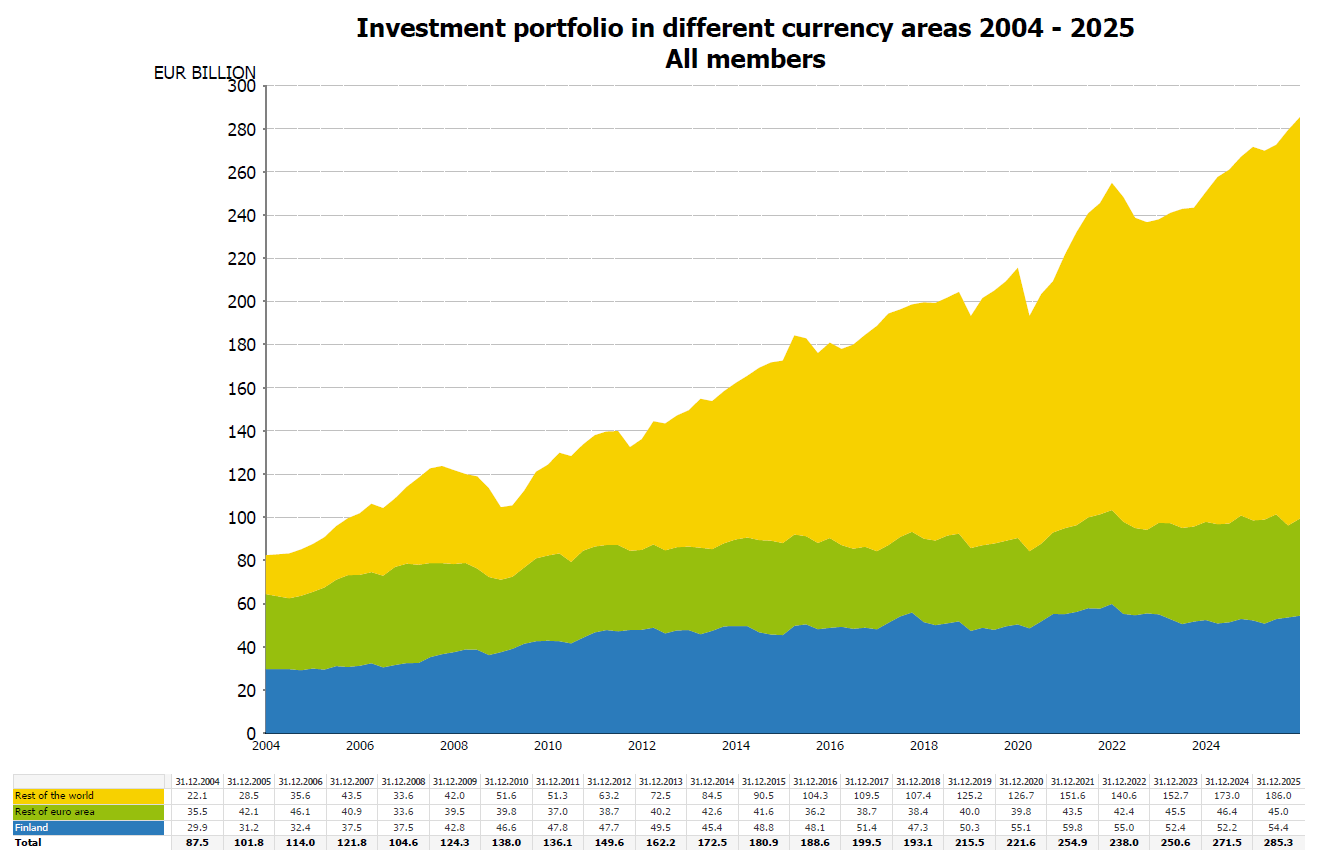 Investment portfolio in different currency areas 2004 - 2025
All members
EUR BILLION
300
280
260
240
220
200
180
160
140
120
100
80
60
40
20
0
2004 2006 2008 2010 2012 2014 2016 2018 2020 2022 2024
31.12.2004 31.12.2005 31.12.2006 31.12.2007 31.12.2008 31.12.2009 31.12.2010 31.12.2011 31.12.2012 31.12.2013 31.12.2014 31.12.2015 31.12.2016 31.12.2017 31.12.2018 31.12.2019 31.12.2020 31.12.2021 31.12.2022 31.12.2023 31.12.2024 31.12.2025
Rest of the world 22.1 28.5 35.6 43.5 33.6 42.0 51.6 51.3 63.2 72.5 84.5 90.5 104.3 109.5 107.4 125.2 126.7 151.6 140.6 152.7 173.0 186.0
Rest of euro area 35.5 42.1 46.1 40.9 33.6 39.5 39.8 37.0 38.7 40.2 42.6 41.6 36.2 38.7 38.4 40.0 39.8 43.5 42.4 45.5 46.4 45.0
Finland 29.9 31.2 32.4 37.5 37.5 42.8 46.6 47.8 47.7 49.5 45.4 48.8 48.1 51.4 47.3 50.3 55.1 59.8 55.0 52.4 52.2 54.4
Total 87.5 101.8 114.0 121.8 104.6 124.3 138.0 136.1 149.6 162.2 172.5 180.9 188.6 199.5 193.1 215.5 221.6 254.9 238.0 250.6 271.5 285.3